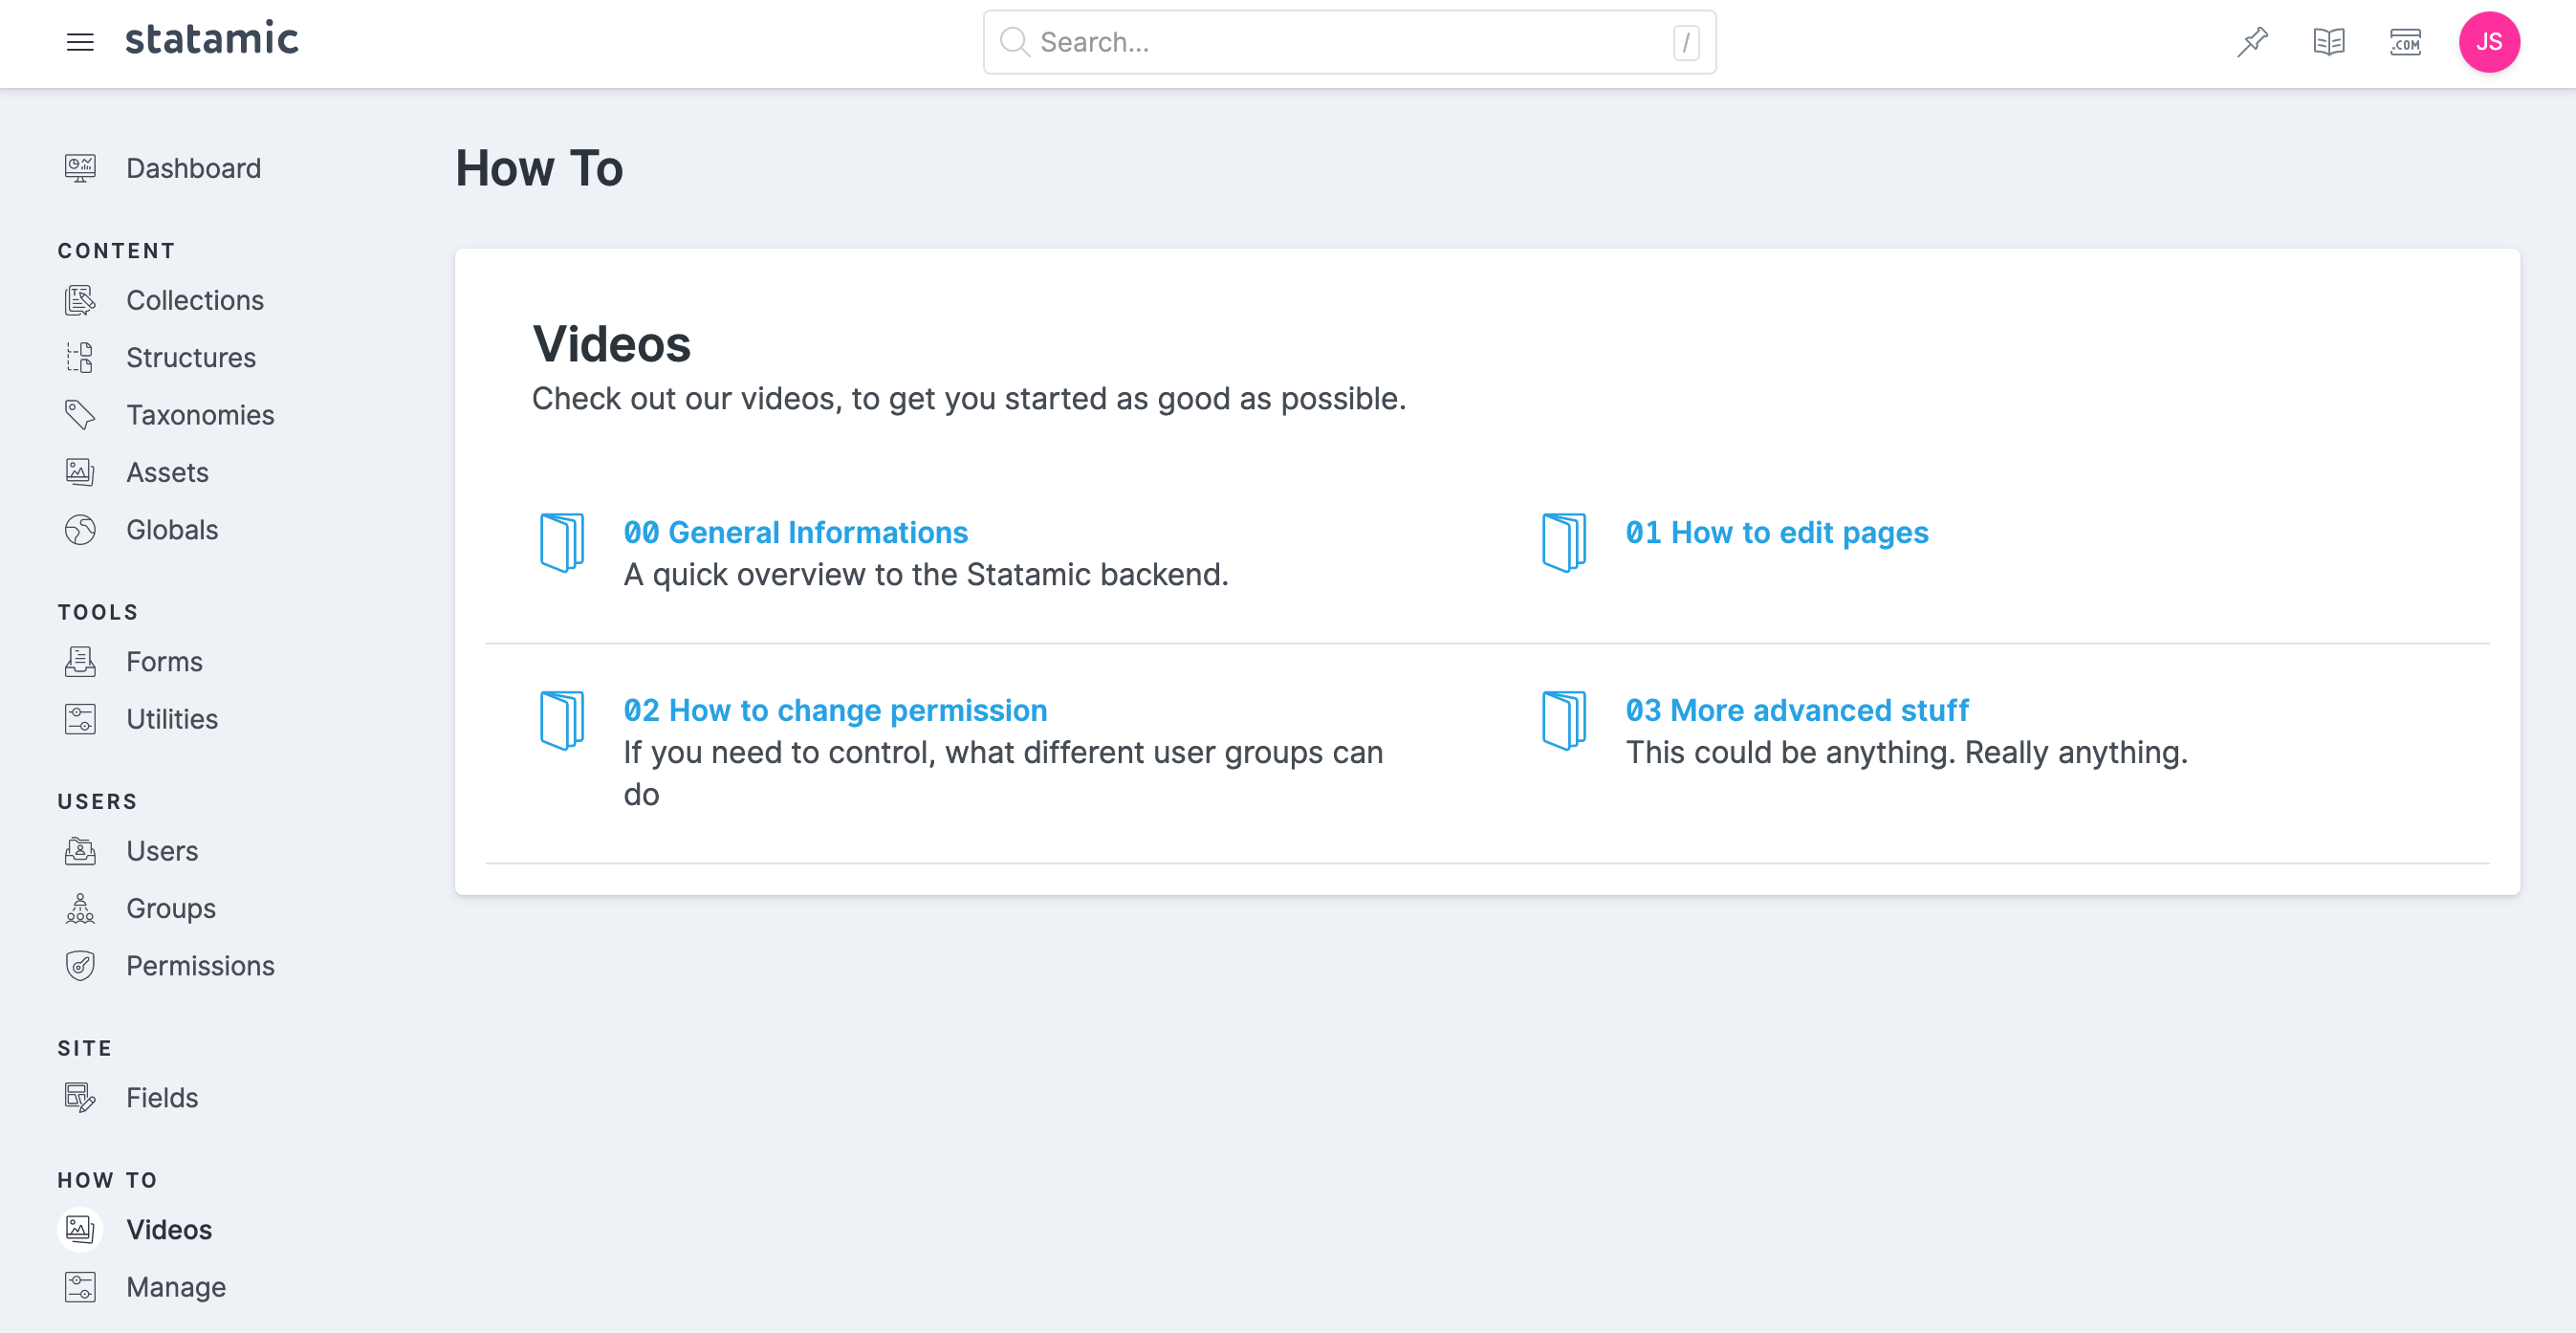 statamic
Search...
/
.COM
JS
Dashboard
CONTENT
Collections
Structures
Taxonomies
Assets
Globals
TOOLS
Forms
Utilities
USERS
Users
Groups
Permissions
SITE
Fields
HOW TO
Videos
Manage
How To
Videos
Check out our videos, to get you started as good as possible.
00 General Informations
A quick overview to the Statamic backend.
01 How to edit pages
02 How to change permission
If you need to control, what different user groups can
do
03 More advanced stuff
This could be anything. Really anything.